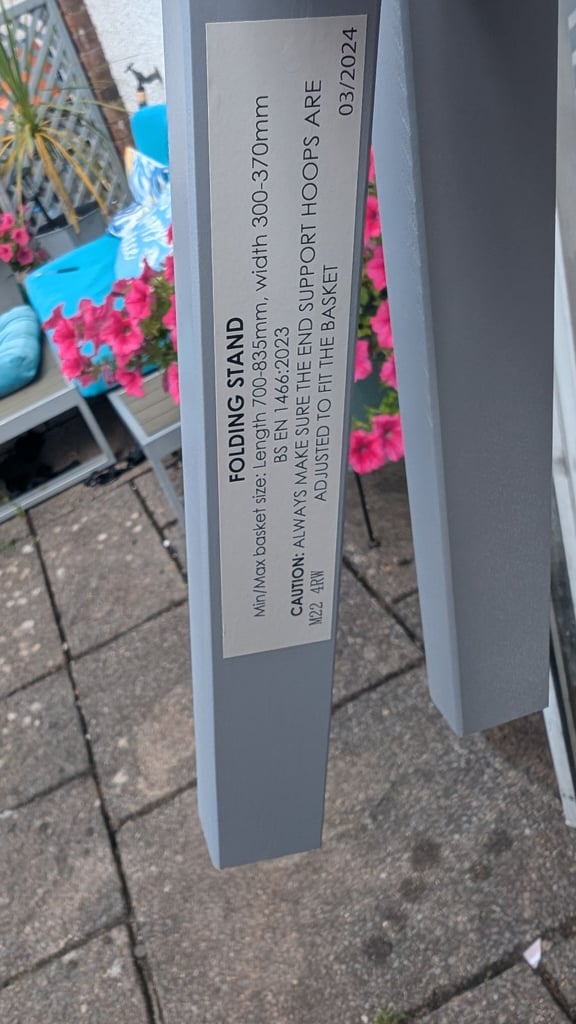 FOLDING STAND
Min/Max basket size: Length 700-835mm, width 300-370mm
BS EN 1466:2023
CAUTION: ALWAYS MAKE SURE THE END SUPPORT HOOPS ARE
ADJUSTED TO FIT THE BASKET
M22 4RW
03/2024